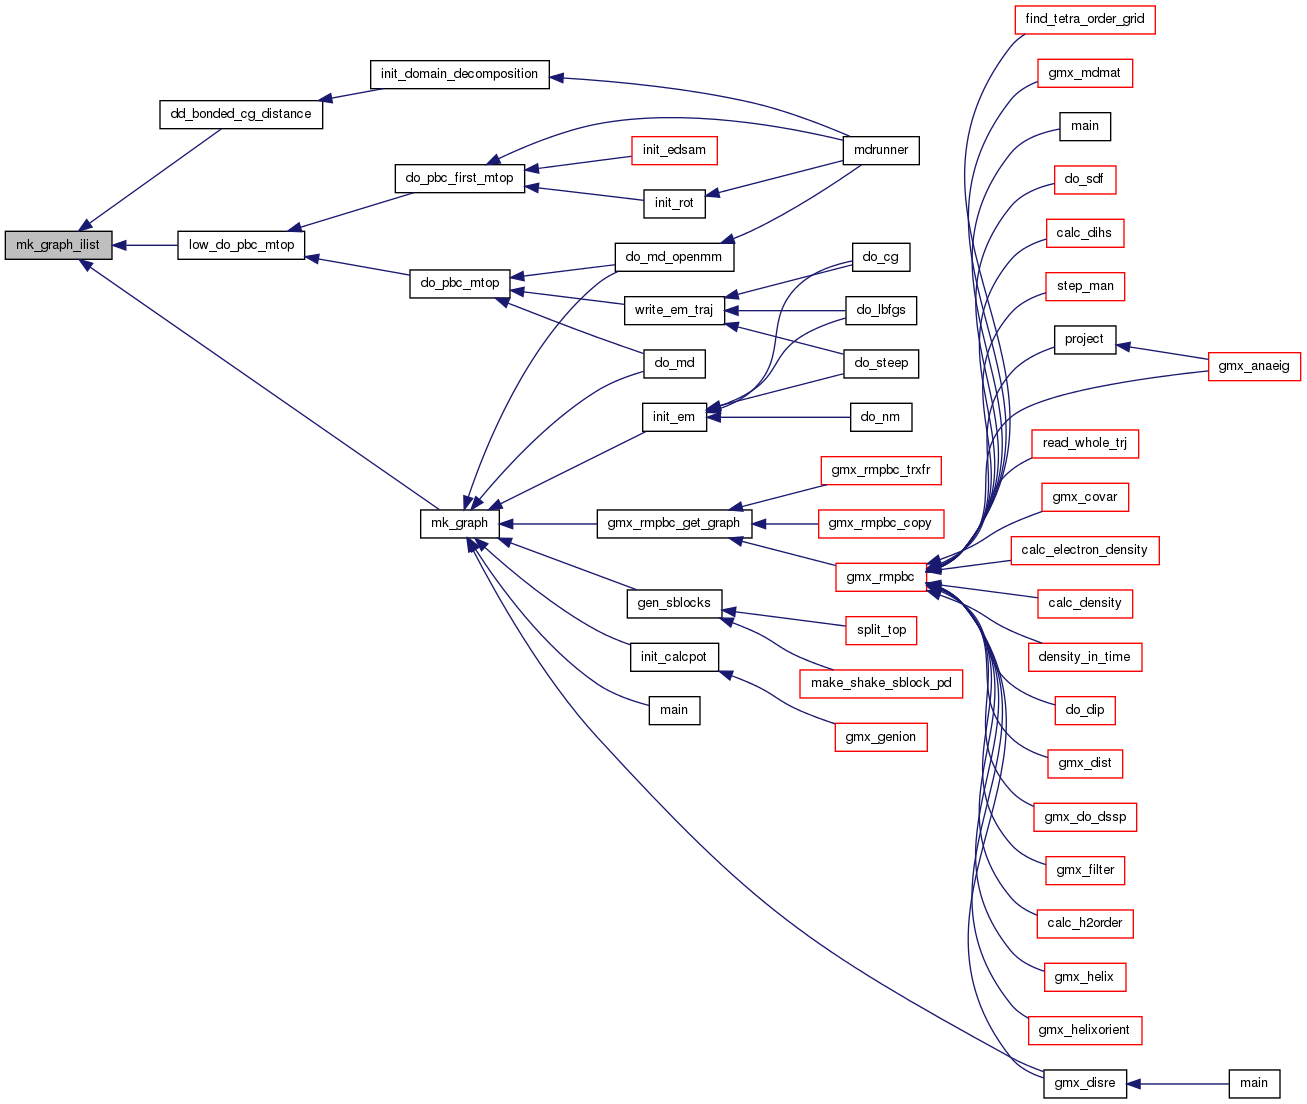 find_tetra_order_grid
gmx_mdmat
init_domain_decomposition
dd_bonded_cg_distance
main
init_edsam
mdrunner
do_pbc_first_mtop
do_sdf
init_rot
calc_dihs
mk_graph_ilist
low_do_pbc_mtop
do_md_openmm
do_cg
do_pbc_mtop
step_man
write_em_traj
do_lbfgs
project
do_md
do_steep
gmx_anaeig
init_em
do_nm
read_whole_trj
gmx_rmpbc_trxfr
gmx_covar
mk_graph
gmx_rmpbc_get_graph
gmx_rmpbc_copy
calc_electron_density
gmx_rmpbc
gen_sblocks
calc_density
split_top
init_calcpot
density_in_time
make_shake_sblock_pd
main
do_dip
gmx_genion
gmx_dist
gmx_do_dssp
gmx_filter
calc_h2order
gmx_helix
gmx_helixorient
gmx_disre
main